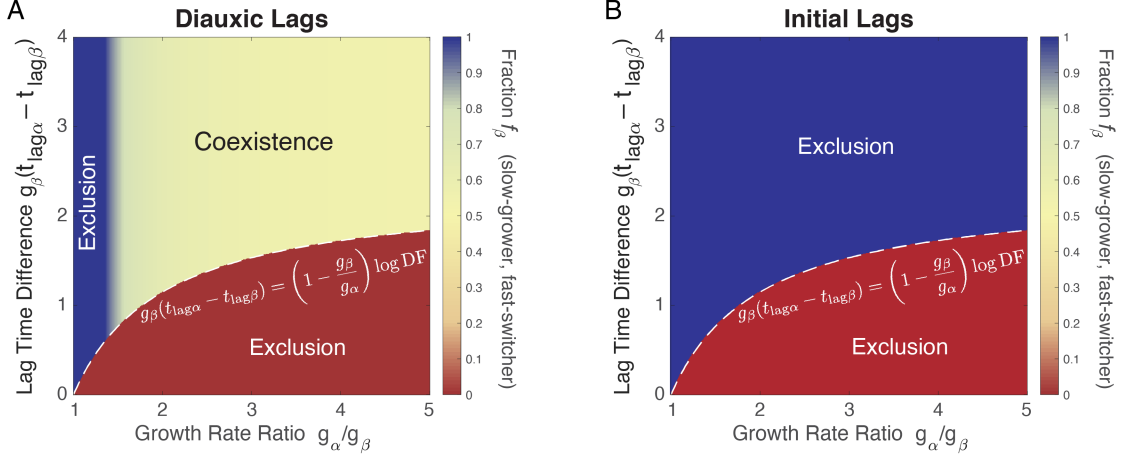 A
Diauxic Lags
Lag Time Difference g_β(t_lagα − t_lagβ)
4
3
2
1
0
Exclusion
Coexistence
g_β(t_lagα − t_lagβ) = (1 − g_β/g_α) log DF
Exclusion
1 2 3 4 5
Growth Rate Ratio g_α/g_β
1
0.9
0.8
0.7
0.6
0.5
0.4
0.3
0.2
0.1
0
Fraction f_β (slow-grower, fast-switcher)
B
Initial Lags
Lag Time Difference g_β(t_lagα − t_lagβ)
4
3
2
1
0
Exclusion
g_β(t_lagα − t_lagβ) = (1 − g_β/g_α) log DF
Exclusion
1 2 3 4 5
Growth Rate Ratio g_α/g_β
1
0.9
0.8
0.7
0.6
0.5
0.4
0.3
0.2
0.1
0
Fraction f_β (slow-grower, fast-switcher)